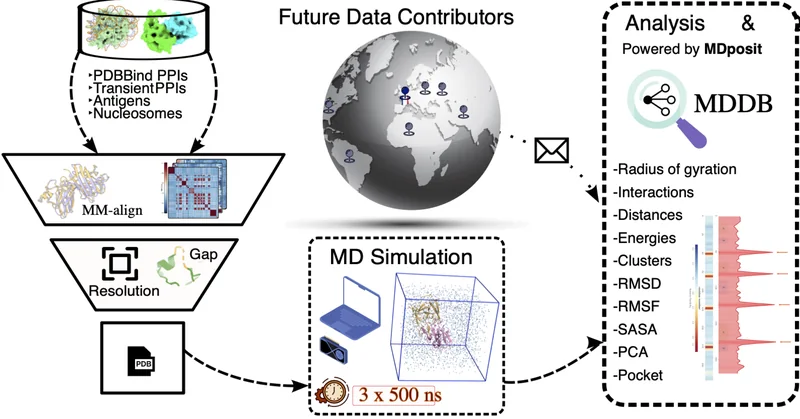 Future Data Contributors
‣PDBBind PPIs
‣TransientPPIs
‣Antigens
‣Nucleosomes
MM-align
Gap
Resolution
PDB
MD Simulation
3 x 500 ns
Analysis &
Powered by MDposit
MDDB
-Radius of gyration
-Interactions
-Distances
-Energies
-Clusters
-RMSD
-RMSF
-SASA
-PCA
-Pocket